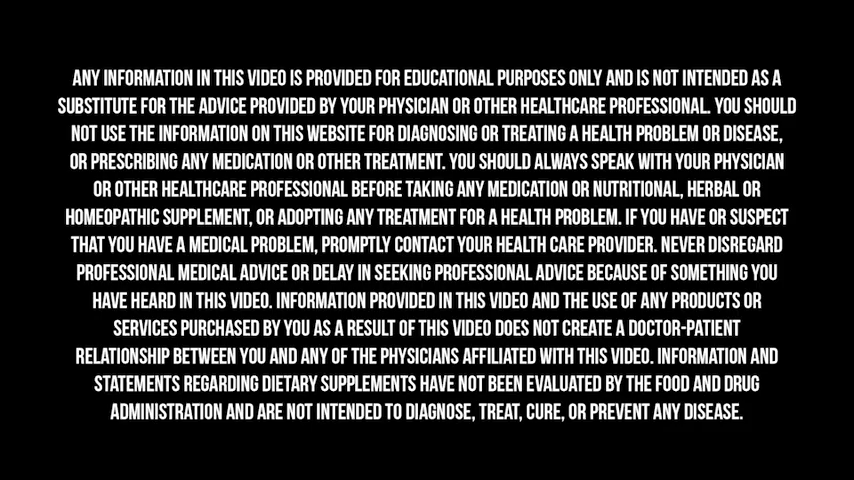 ANY INFORMATION IN THIS VIDEO IS PROVIDED FOR EDUCATIONAL PURPOSES ONLY AND IS NOT INTENDED AS A
SUBSTITUTE FOR THE ADVICE PROVIDED BY YOUR PHYSICIAN OR OTHER HEALTHCARE PROFESSIONAL. YOU SHOULD
NOT USE THE INFORMATION ON THIS WEBSITE FOR DIAGNOSING OR TREATING A HEALTH PROBLEM OR DISEASE,
OR PRESCRIBING ANY MEDICATION OR OTHER TREATMENT. YOU SHOULD ALWAYS SPEAK WITH YOUR PHYSICIAN
OR OTHER HEALTHCARE PROFESSIONAL BEFORE TAKING ANY MEDICATION OR NUTRITIONAL, HERBAL OR
HOMEOPATHIC SUPPLEMENT, OR ADOPTING ANY TREATMENT FOR A HEALTH PROBLEM. IF YOU HAVE OR SUSPECT
THAT YOU HAVE A MEDICAL PROBLEM, PROMPTLY CONTACT YOUR HEALTH CARE PROVIDER. NEVER DISREGARD
PROFESSIONAL MEDICAL ADVICE OR DELAY IN SEEKING PROFESSIONAL ADVICE BECAUSE OF SOMETHING YOU
HAVE HEARD IN THIS VIDEO. INFORMATION PROVIDED IN THIS VIDEO AND THE USE OF ANY PRODUCTS OR
SERVICES PURCHASED BY YOU AS A RESULT OF THIS VIDEO DOES NOT CREATE A DOCTOR-PATIENT
RELATIONSHIP BETWEEN YOU AND ANY OF THE PHYSICIANS AFFILIATED WITH THIS VIDEO. INFORMATION AND
STATEMENTS REGARDING DIETARY SUPPLEMENTS HAVE NOT BEEN EVALUATED BY THE FOOD AND DRUG
ADMINISTRATION AND ARE NOT INTENDED TO DIAGNOSE, TREAT, CURE, OR PREVENT ANY DISEASE.